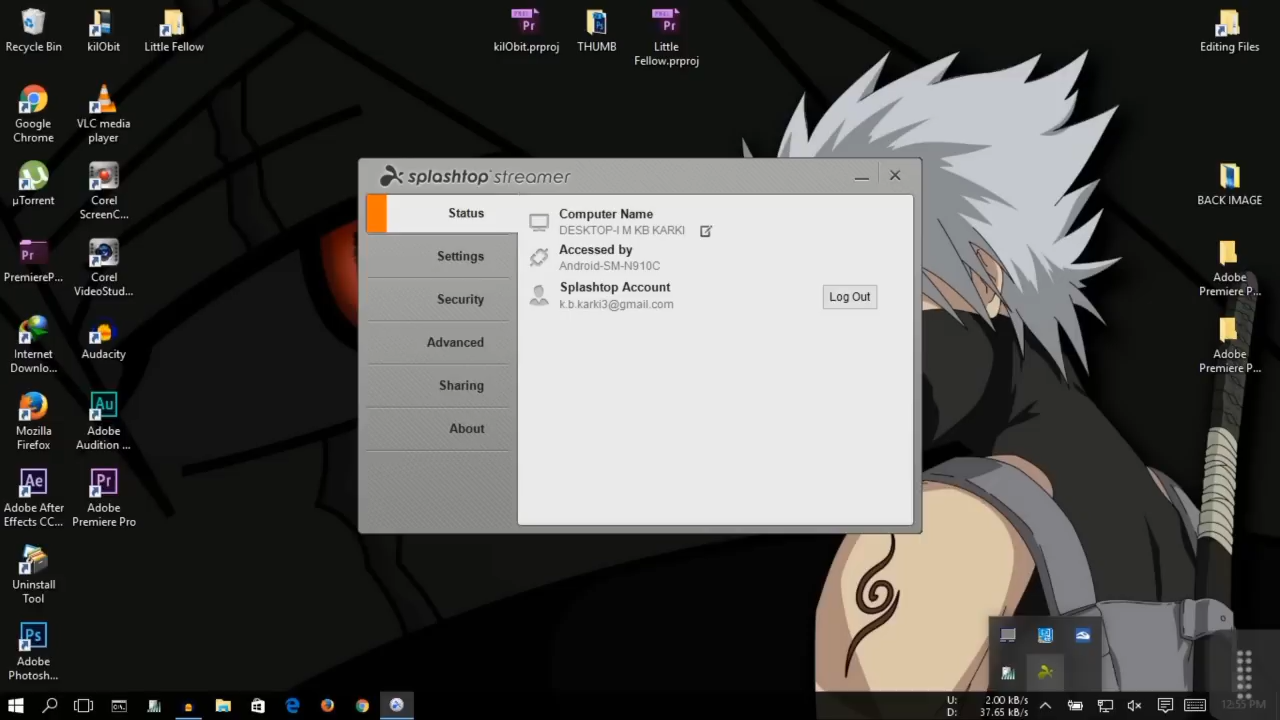 Recycle Bin
kilObit
Little Fellow
kilObit.prproj
THUMB
Little
Fellow.prproj
Editing Files
Google
Chrome
VLC media
player
µTorrent
Corel
ScreenC...
BACK IMAGE
PremiereP...
Corel
VideoStud...
Adobe
Premiere P...
Internet
Downlo...
Audacity
Adobe
Premiere P...
Mozilla
Firefox
Adobe
Audition ...
Adobe After
Effects CC...
Adobe
Premiere Pro
Uninstall
Tool
Adobe
Photosh...
splashtop streamer
Status
Settings
Security
Advanced
Sharing
About
Computer Name
DESKTOP-I M KB KARKI
Accessed by
Android-SM-N910C
Splashtop Account
k.b.karki3@gmail.com
Log Out
U: 2.00 kB/s
D: 37.65 kB/s
12:55 PM